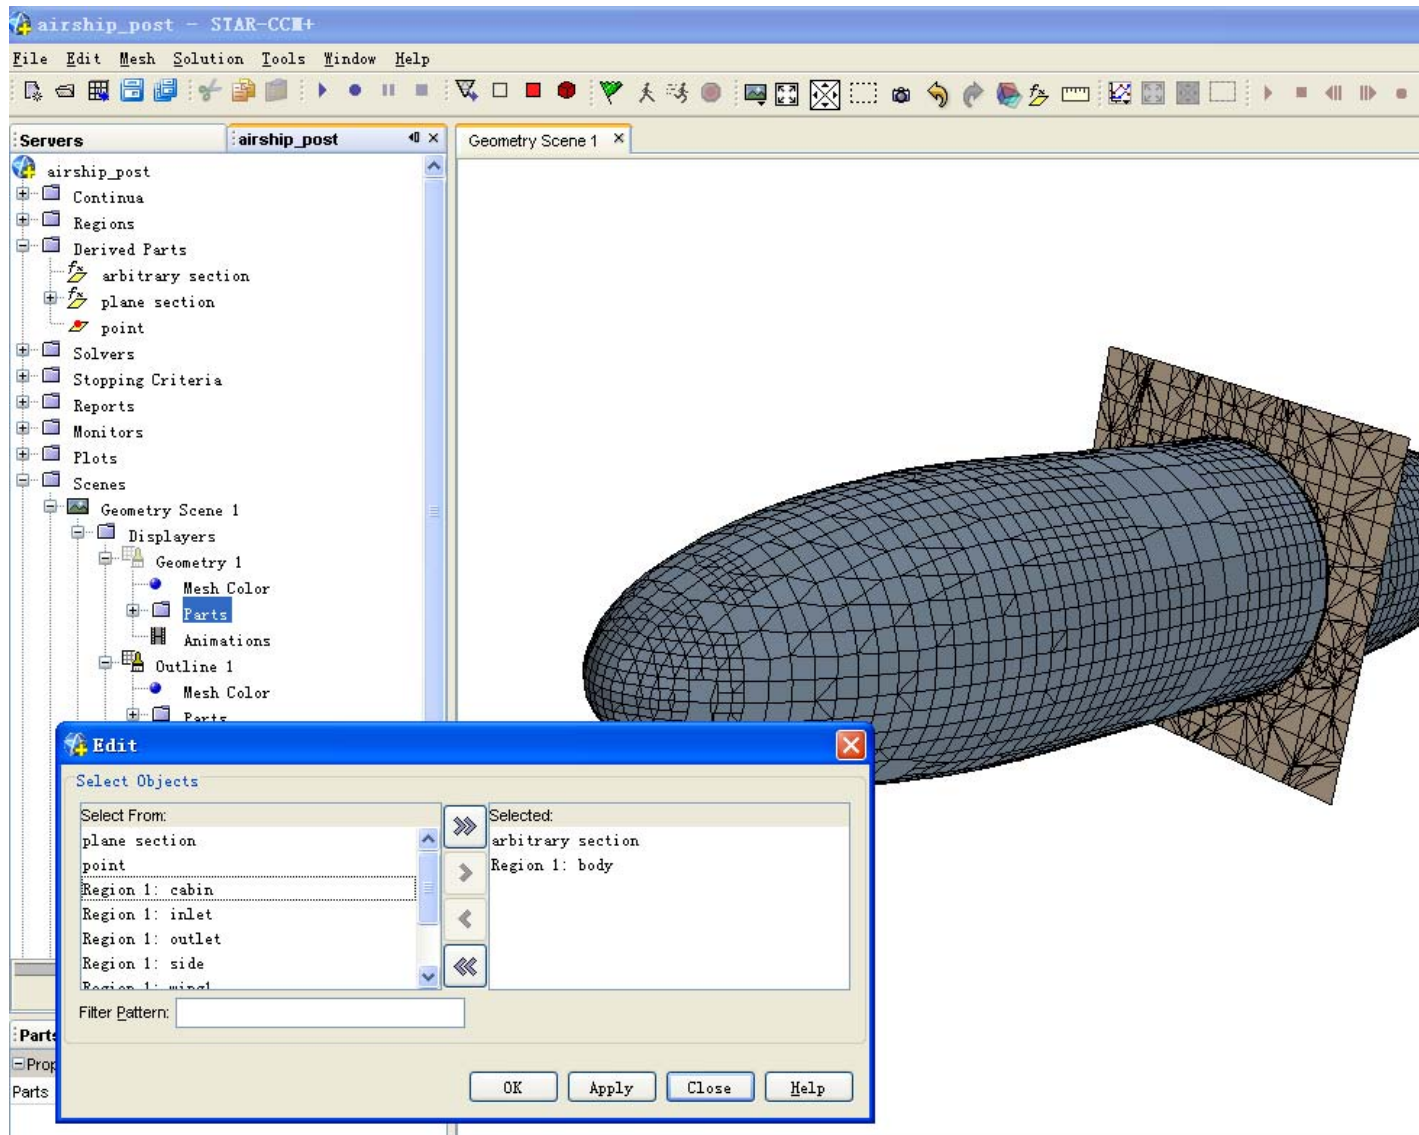 airship_post - STAR-CCM+
File Edit Mesh Solution Tools Window Help
Servers
airship_post
Geometry Scene 1
airship_post
Continua
Regions
Derived Parts
arbitrary section
plane section
point
Solvers
Stopping Criteria
Reports
Monitors
Plots
Scenes
Geometry Scene 1
Displayers
Geometry 1
Mesh Color
Parts
Animations
Outline 1
Mesh Color
Parts
Edit
Select Objects
Select From:
plane section
point
Region 1: cabin
Region 1: inlet
Region 1: outlet
Region 1: side
Region 1: wing1
Selected:
arbitrary section
Region 1: body
Filter Pattern:
OK Apply Close Help
Parts
Prop
Parts